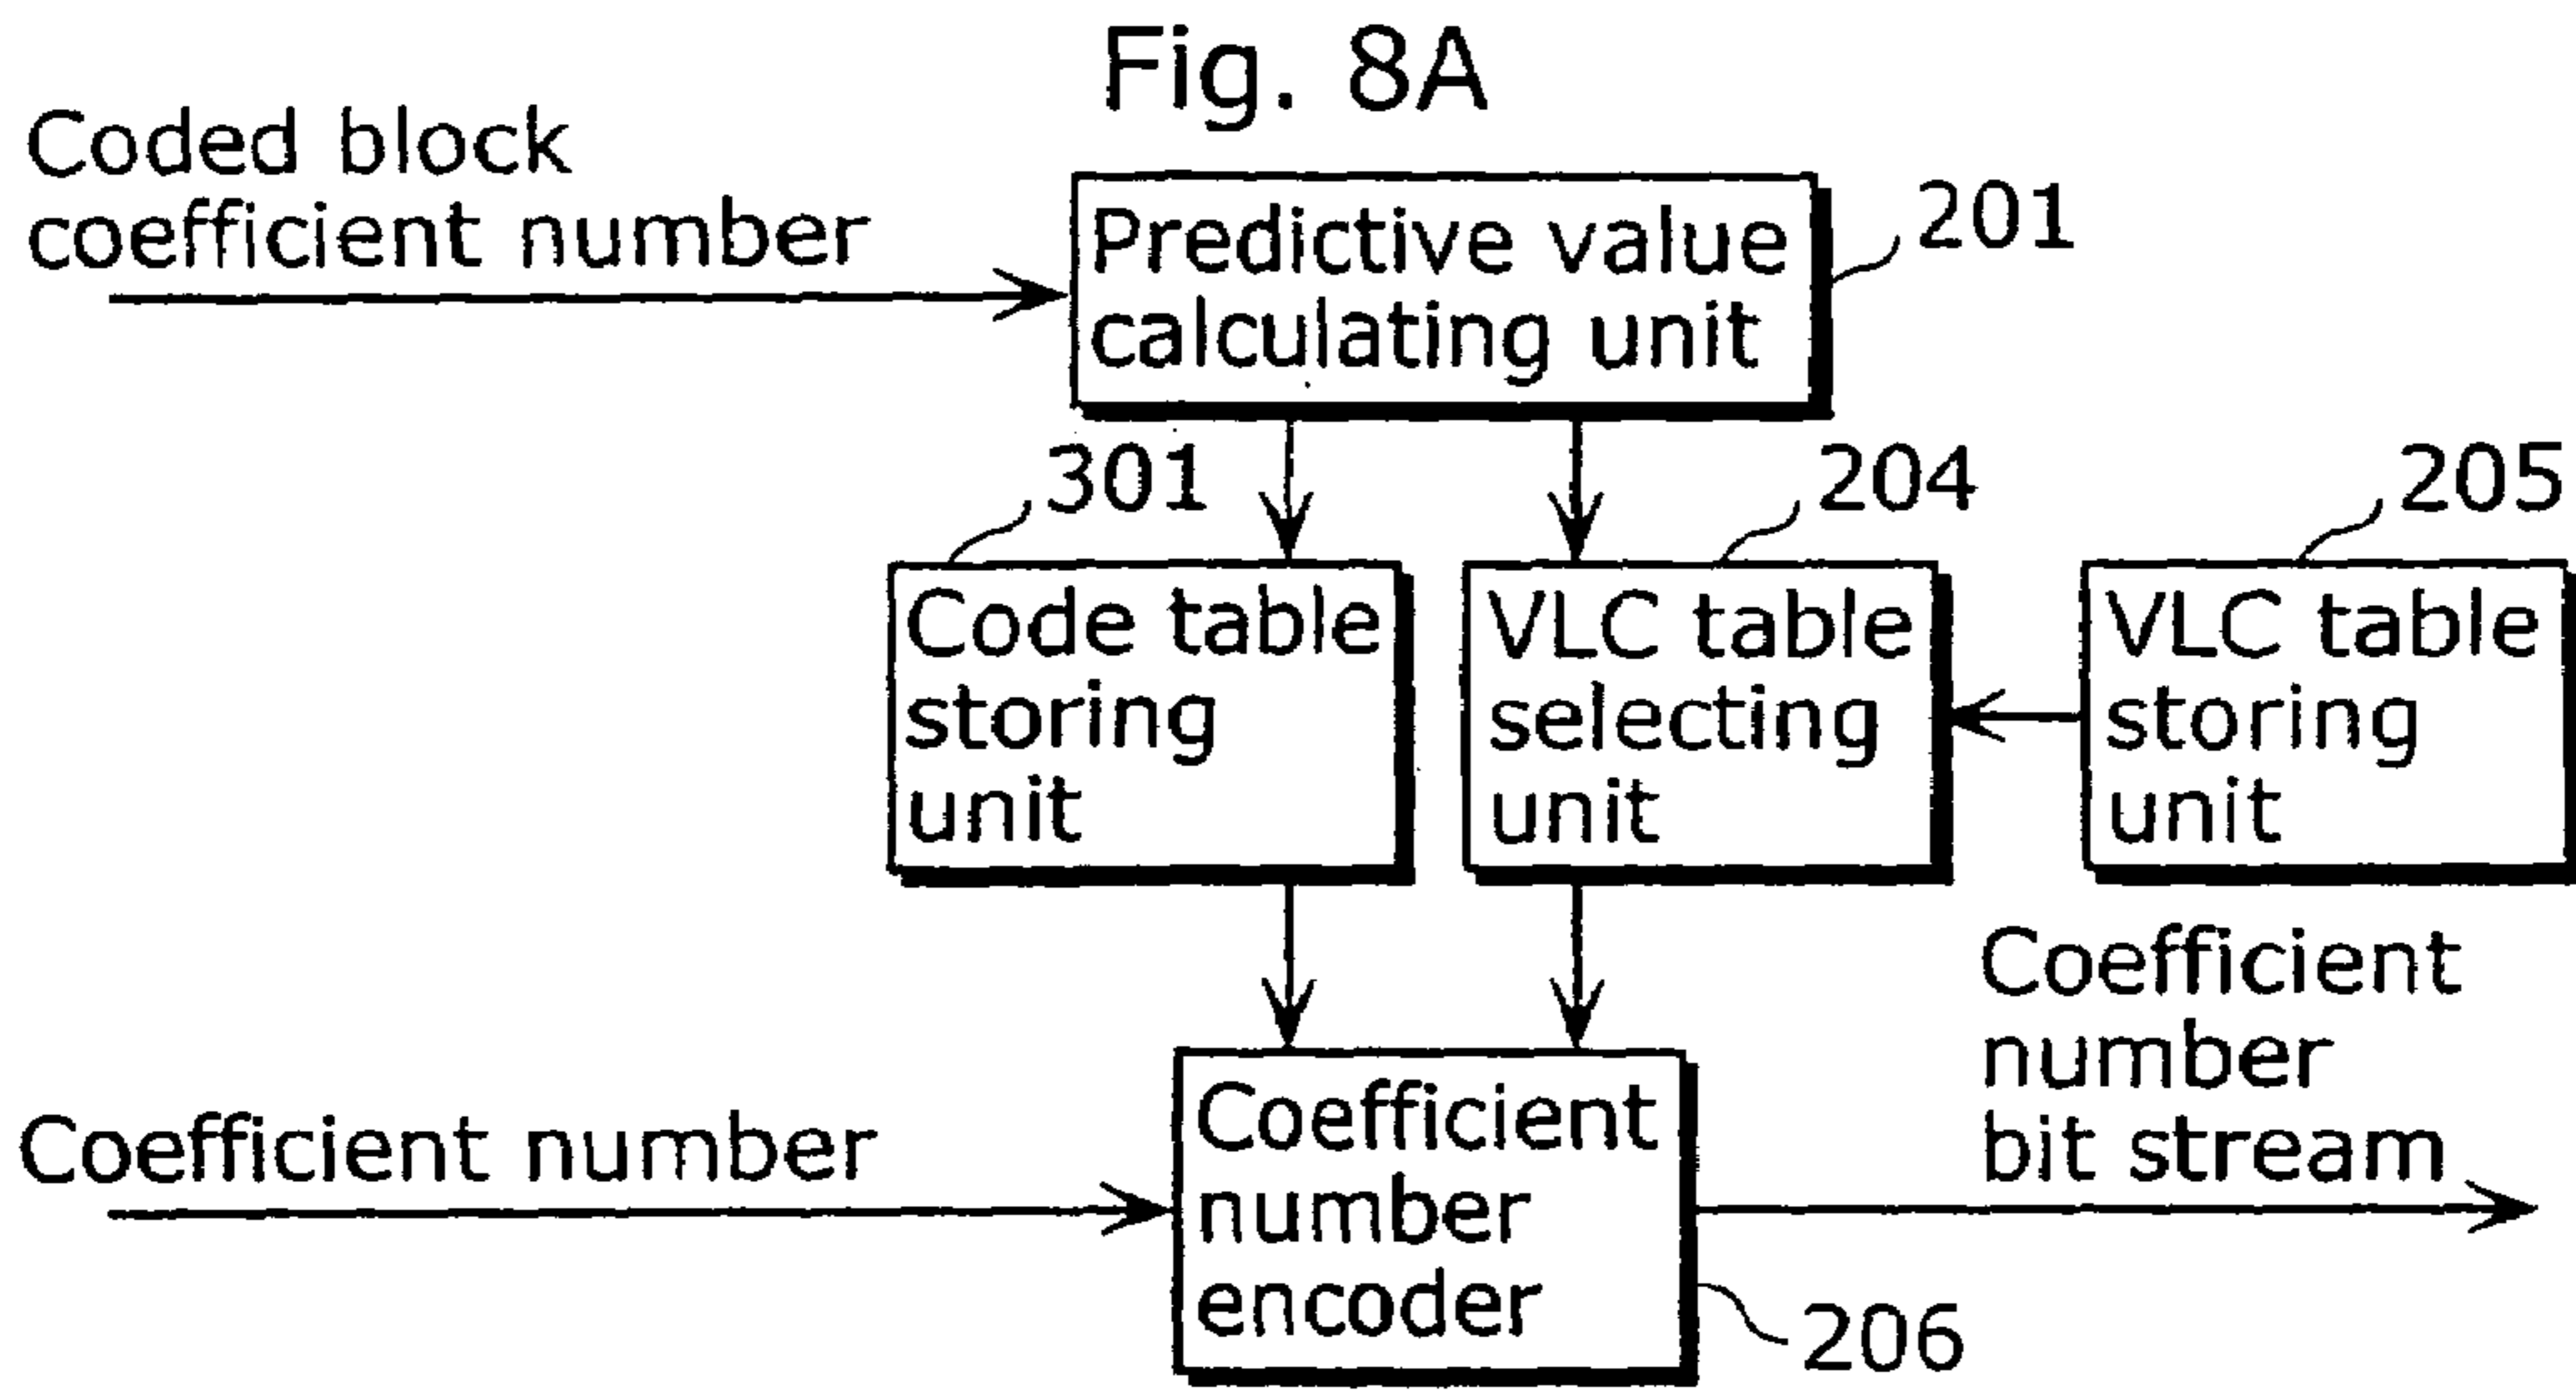 Fig. 8A
Coded block
coefficient number
Predictive value
calculating unit
201
301
204
205
Code table
storing
unit
VLC table
selecting
unit
VLC table
storing
unit
Coefficient
number
bit stream
Coefficient number
Coefficient
number
encoder
206